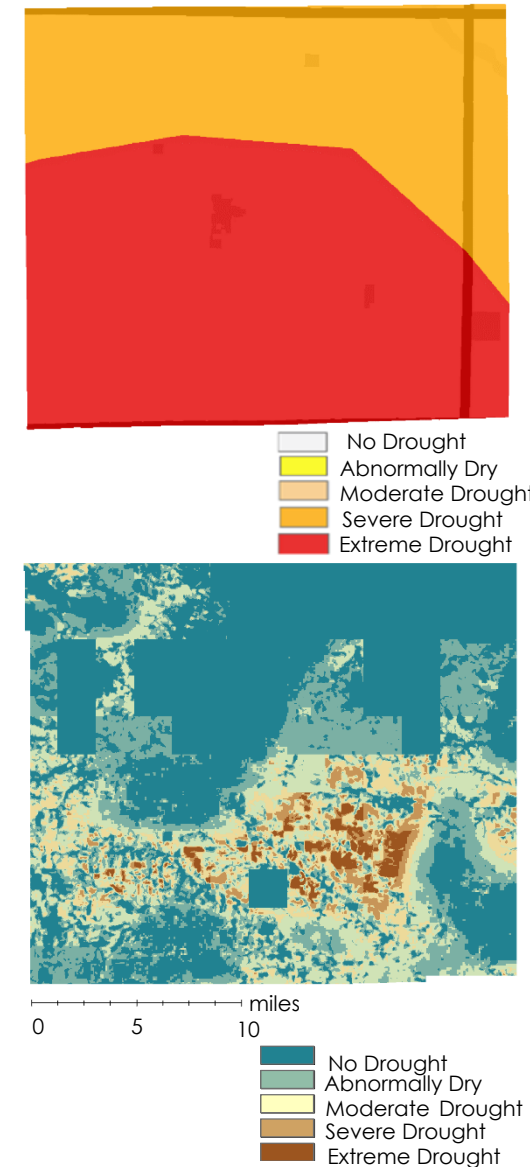 No Drought
Abnormally Dry
Moderate Drought
Severe Drought
Extreme Drought
miles
0 5 10
No Drought
Abnormally Dry
Moderate Drought
Severe Drought
Extreme Drought